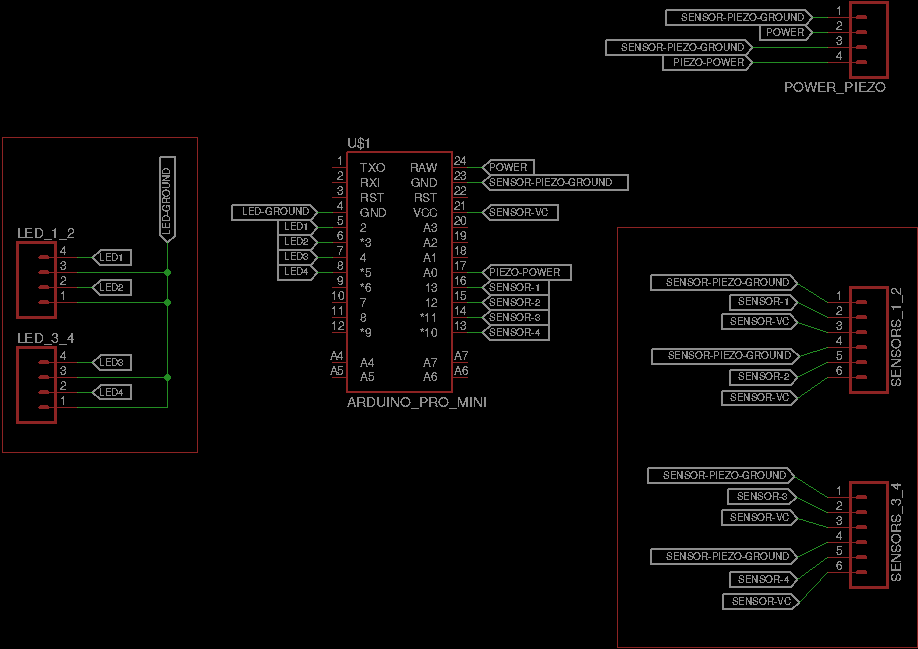 SENSOR-PIEZO-GROUND 1
POWER 2
SENSOR-PIEZO-GROUND 3
PIEZO-POWER 4
POWER_PIEZO
U$1
1 TXO RAW 24 POWER
2 RXI GND 23 SENSOR-PIEZO-GROUND
3 RST RST 22
LED-GROUND 4 GND VCC 21 SENSOR-VC
LED1 5 2 A3 20
LED2 6 *3 A2 19
LED3 7 4 A1 18
LED4 8 *5 A0 17 PIEZO-POWER
9 *6 13 16 SENSOR-1
10 7 12 15 SENSOR-2
11 8 *11 14 SENSOR-3
12 *9 *10 13 SENSOR-4
A4 A4 A7 A7
A5 A5 A6 A6
ARDUINO_PRO_MINI
LED-GROUND
LED_1_2
4 LED1
3
2 LED2
1
LED_3_4
4 LED3
3
2 LED4
1
SENSOR-PIEZO-GROUND 1
SENSOR-1 2
SENSOR-VC 3
SENSOR-PIEZO-GROUND 4
SENSOR-2 5
SENSOR-VC 6
SENSORS_1_2
SENSOR-PIEZO-GROUND 1
SENSOR-3 2
SENSOR-VC 3
SENSOR-PIEZO-GROUND 4
SENSOR-4 5
SENSOR-VC 6
SENSORS_3_4